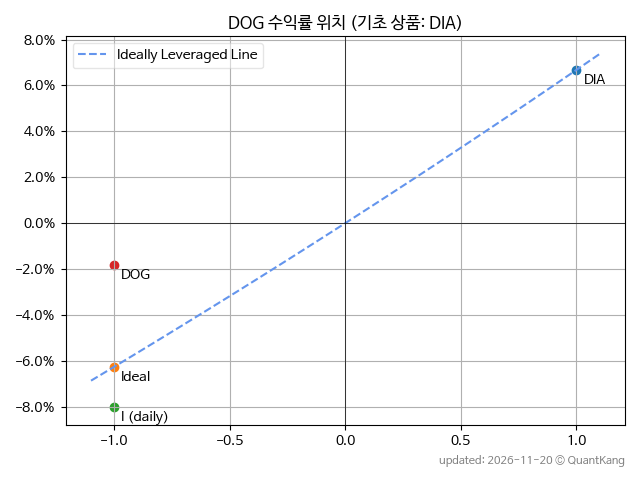 DOG 수익률 위치 (기초 상품: DIA)
8.0%
Ideally Leveraged Line
6.0%
DIA
4.0%
2.0%
0.0%
−2.0%
DOG
−4.0%
−6.0%
Ideal
−8.0%
I (daily)
−1.0 −0.5 0.0 0.5 1.0
updated: 2026-11-20 © QuantKang